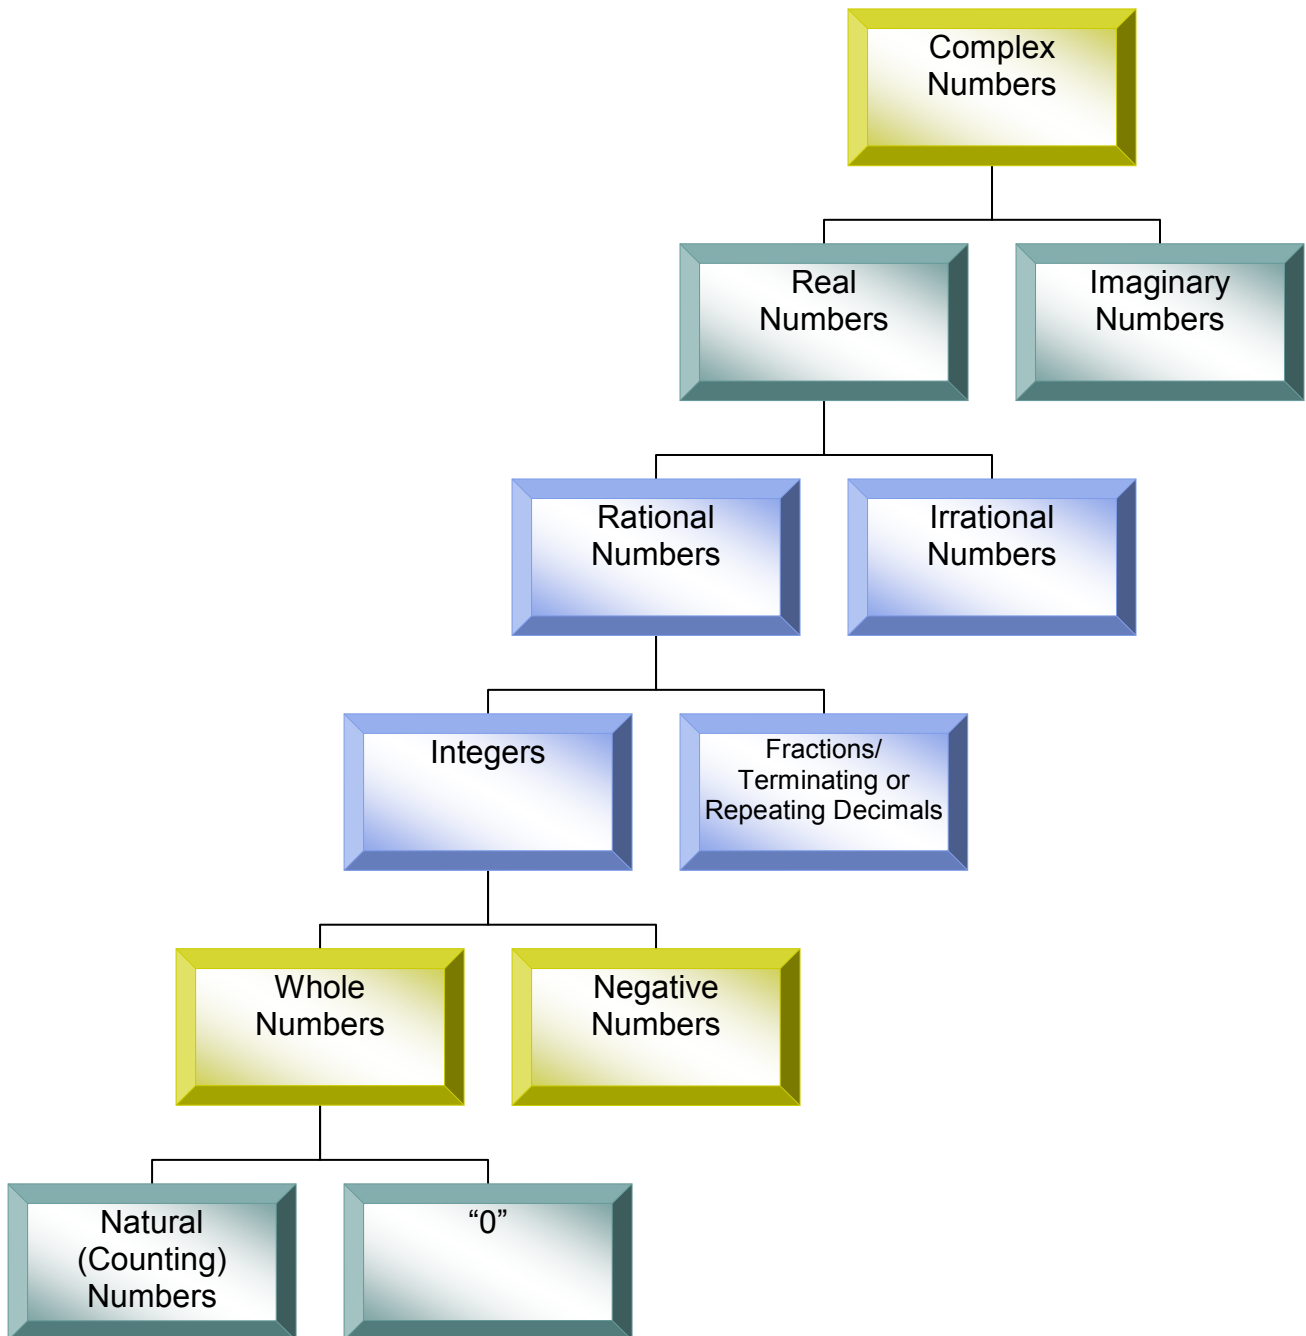 Complex
Numbers
Real
Numbers
Imaginary
Numbers
Rational
Numbers
Irrational
Numbers
Integers
Fractions/
Terminating or
Repeating Decimals
Whole
Numbers
Negative
Numbers
Natural
(Counting)
Numbers
“0”